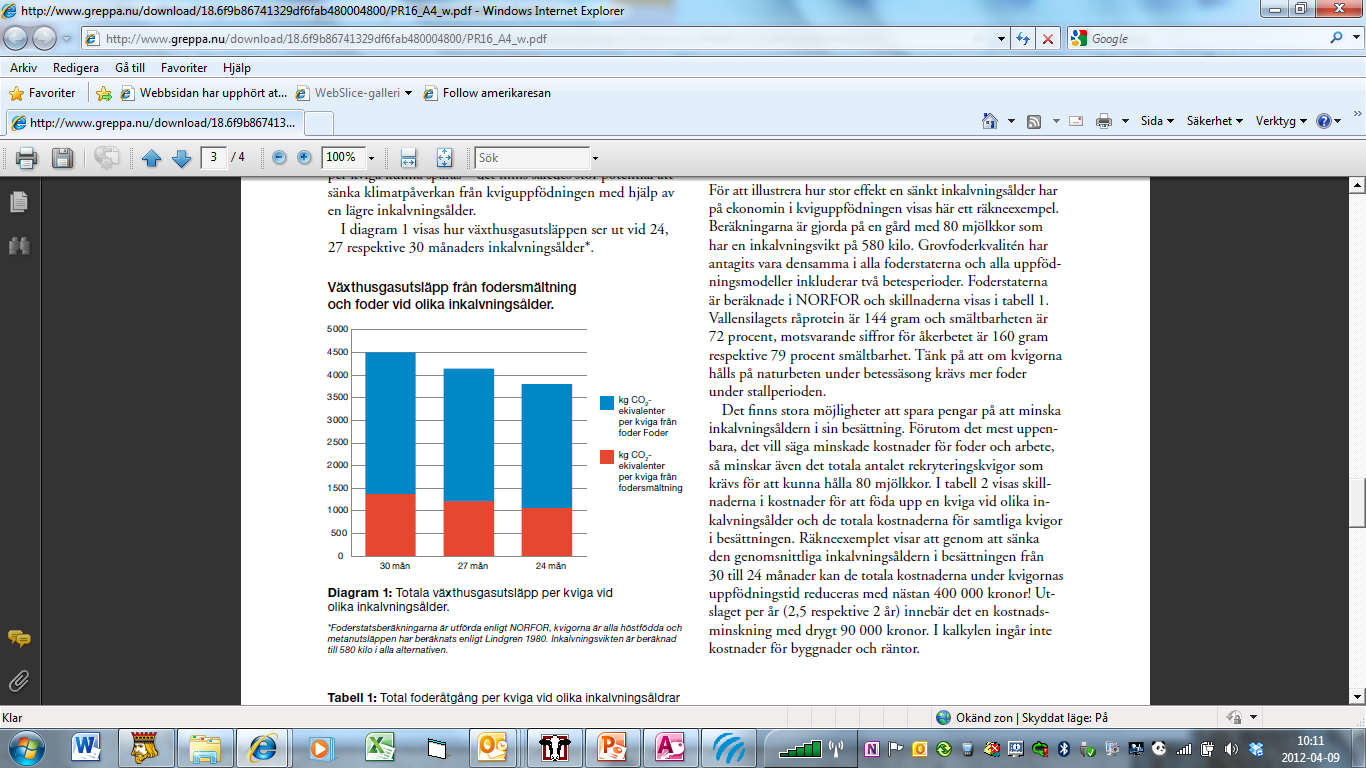 http://www.greppa.nu/download/18.6f9b86741329df6fab480004800/PR16_A4_w.pdf - Windows Internet Explorer
http://www.greppa.nu/download/18.6f9b86741329df6fab480004800/PR16_A4_w.pdf
Google
Arkiv Redigera Gå till Favoriter Hjälp
Favoriter Webbsidan har upphört at... WebSlice-galleri Follow amerikaresan
http://www.greppa.nu/download/18.6f9b867413...
Sida Säkerhet Verktyg
3 / 4 100% Sök
sänka klimatpåverkan från kviguppfödningen med hjälp av
en lägre inkalvningsålder.
I diagram 1 visas hur växthusgasutsläppen ser ut vid 24,
27 respektive 30 månaders inkalvningsålder*.
Växthusgasutsläpp från fodersmältning
och foder vid olika inkalvningsålder.
5000
4500
4000
3500
3000
2500
2000
1500
1000
500
0
30 mån 27 mån 24 mån
kg CO2-
ekivalenter
per kviga från
foder Foder
kg CO2-
ekivalenter
per kviga från
fodersmältning
Diagram 1: Totala växthusgasutsläpp per kviga vid
olika inkalvningsålder.
*Foderstatsberäkningarna är utförda enligt NORFOR, kvigorna är alla höstfödda och
metanutsläppen har beräknats enligt Lindgren 1980. Inkalvningsvikten är beräknad
till 580 kilo i alla alternativen.
Tabell 1: Total foderåtgång per kviga vid olika inkalvningsåldrar
För att illustrera hur stor effekt en sänkt inkalvningsålder har
på ekonomin i kviguppfödningen visas här ett räkneexempel.
Beräkningarna är gjorda på en gård med 80 mjölkkor som
har en inkalvningsvikt på 580 kilo. Grovfoderkvalitén har
antagits vara densamma i alla foderstaterna och alla uppföd-
ningsmodeller inkluderar två betesperioder. Foderstaterna
är beräknade i NORFOR och skillnaderna visas i tabell 1.
Vallensilagets råprotein är 144 gram och smältbarheten är
72 procent, motsvarande siffror för åkerbetet är 160 gram
respektive 79 procent smältbarhet. Tänk på att om kvigorna
hålls på naturbeten under betessäsong krävs mer foder
under stallperioden.
Det finns stora möjligheter att spara pengar på att minska
inkalvningsåldern i sin besättning. Förutom det mest uppen-
bara, det vill säga minskade kostnader för foder och arbete,
så minskar även det totala antalet rekryteringskvigor som
krävs för att kunna hålla 80 mjölkkor. I tabell 2 visas skill-
naderna i kostnader för att föda upp en kviga vid olika in-
kalvningsålder och de totala kostnaderna för samtliga kvigor
i besättningen. Räkneexemplet visar att genom att sänka
den genomsnittliga inkalvningsåldern i besättningen från
30 till 24 månader kan de totala kostnaderna under kvigornas
uppfödningstid reduceras med nästan 400 000 kronor! Ut-
slaget per år (2,5 respektive 2 år) innebär det en kostnads-
minskning med drygt 90 000 kronor. I kalkylen ingår inte
kostnader för byggnader och räntor.
Klar
Okänd zon | Skyddat läge: På
10:11
2012-04-09